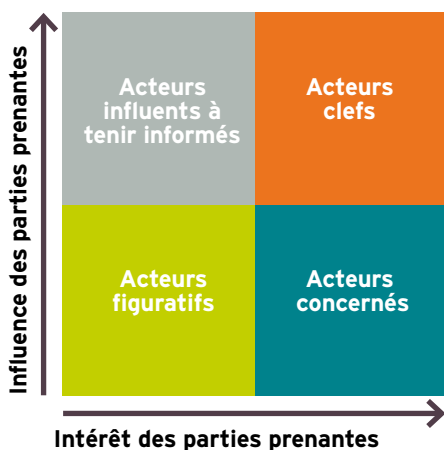 Influence des parties prenantes
Acteurs
influents à
tenir informés
Acteurs
clefs
Acteurs
figuratifs
Acteurs
concernés
Intérêt des parties prenantes